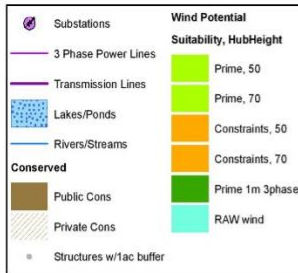 Substations
3 Phase Power Lines
Transmission Lines
Lakes/Ponds
Rivers/Streams
Conserved
Public Cons
Private Cons
Structures w/1ac buffer
Wind Potential
Suitability, HubHeight
Prime, 50
Prime, 70
Constraints, 50
Constraints, 70
Prime 1m 3phase
RAW wind